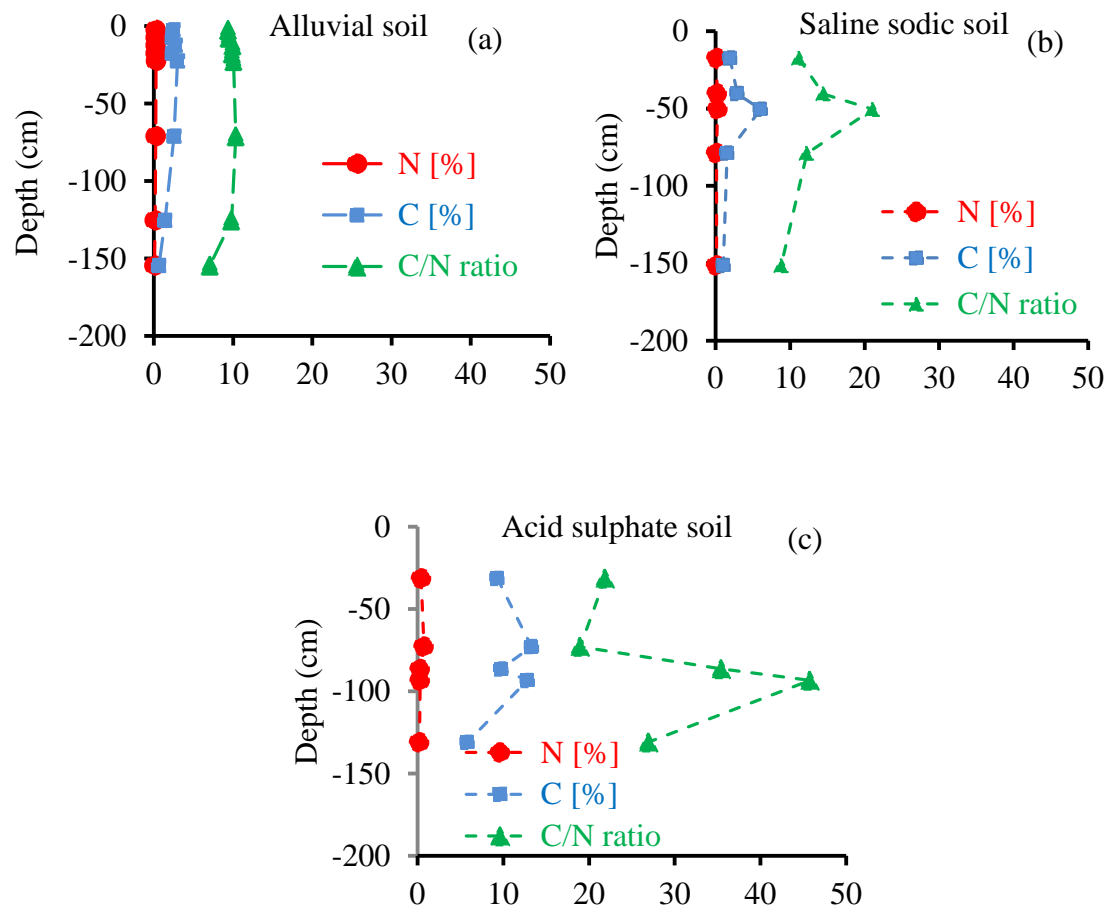 Alluvial soil
(a)
Depth (cm)
0
-50
-100
-150
-200
0 10 20 30 40 50
N [%]
C [%]
C/N ratio
Saline sodic soil
(b)
Depth (cm)
0
-50
-100
-150
-200
0 10 20 30 40 50
N [%]
C [%]
C/N ratio
Acid sulphate soil
(c)
Depth (cm)
0
-50
-100
-150
-200
0 10 20 30 40 50
N [%]
C [%]
C/N ratio